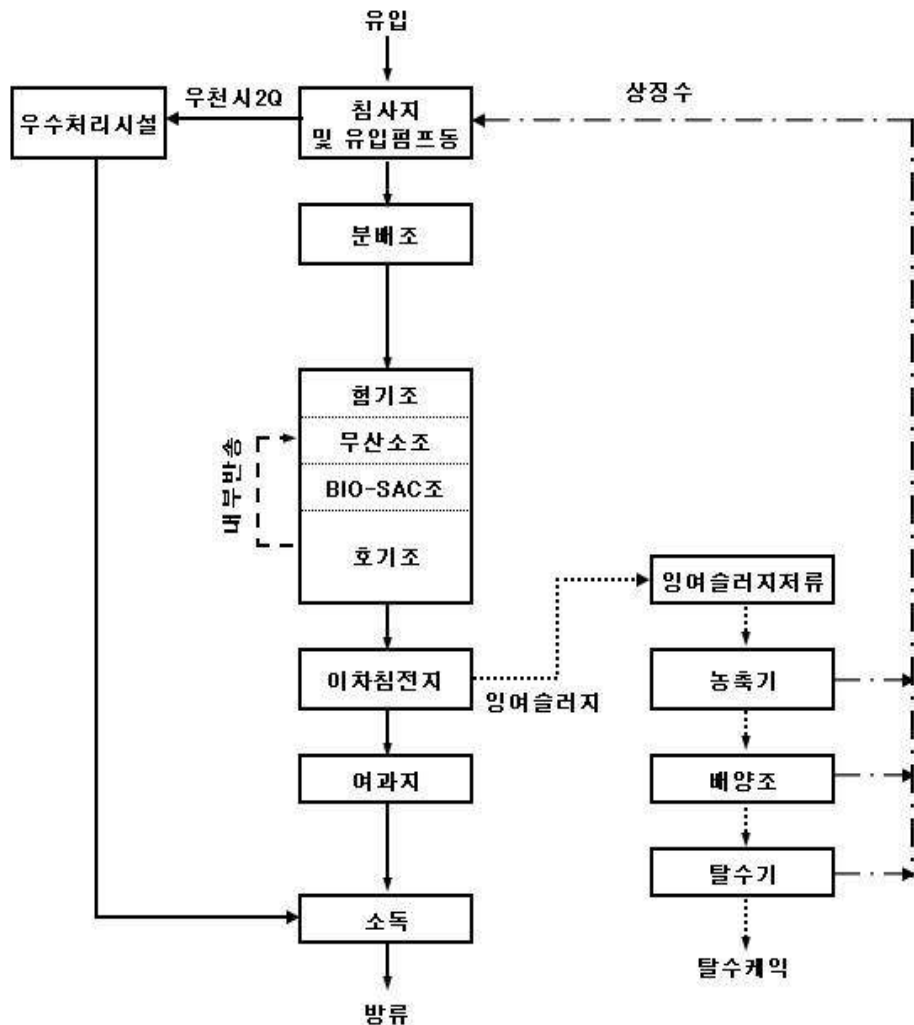 유입
상징수
우천시2Q
우수처리시설
침사지
및 유입펌프동
분배조
혐기조
무산소조
BIO-SAC조
호기조
내부반송
잉여슬러지저류
이차침전지
잉여슬러지
농축기
여과지
배양조
탈수기
소독
탈수케익
방류